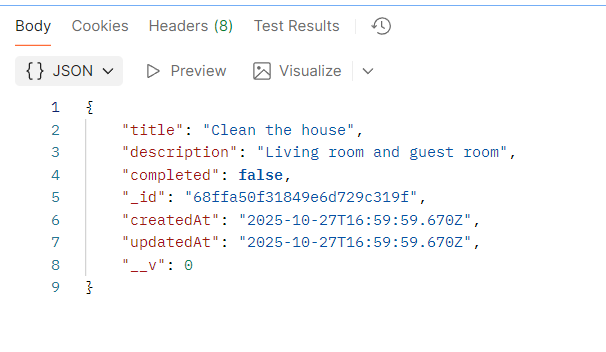 Body Cookies Headers (8) Test Results
{} JSON Preview Visualize
1 {
2 "title": "Clean the house",
3 "description": "Living room and guest room",
4 "completed": false,
5 "_id": "68ffa50f31849e6d729c319f",
6 "createdAt": "2025-10-27T16:59:59.670Z",
7 "updatedAt": "2025-10-27T16:59:59.670Z",
8 "__v": 0
9 }